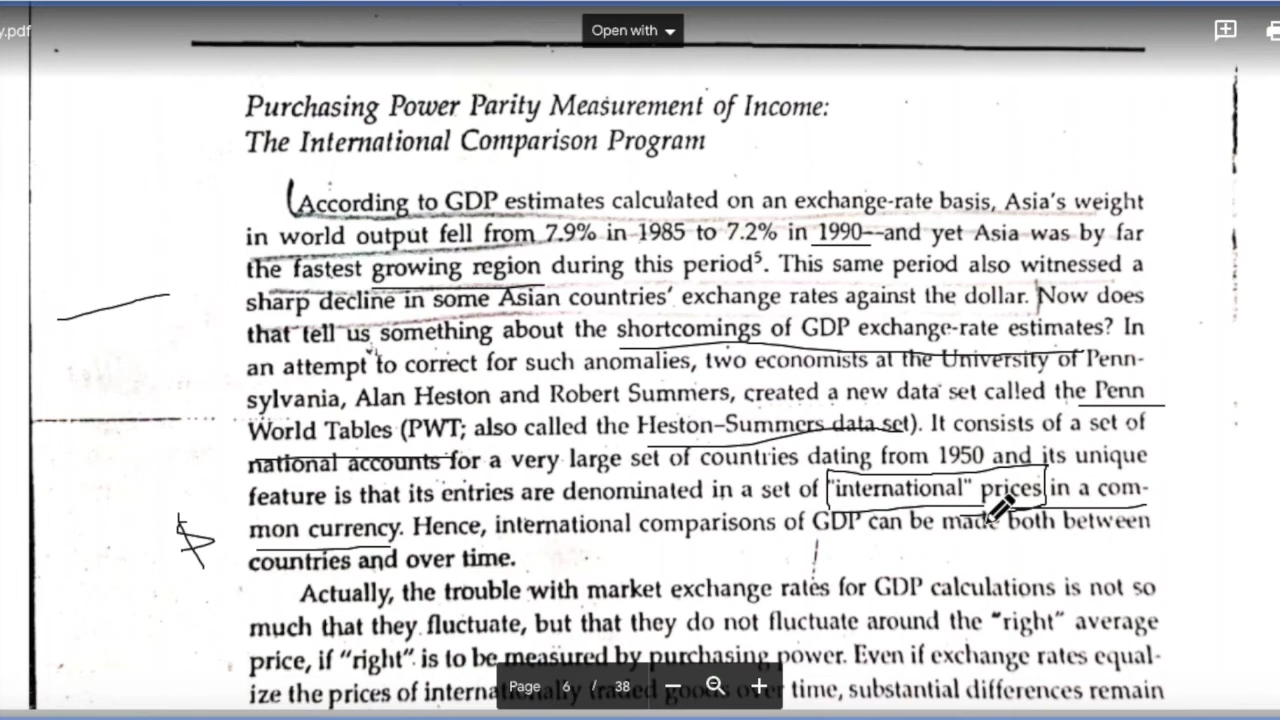 y.pdf
Open with
Purchasing Power Parity Measurement of Income:
The International Comparison Program
According to GDP estimates calculated on an exchange-rate basis, Asia's weight
in world output fell from 7.9% in 1985 to 7.2% in 1990--and yet Asia was by far
the fastest growing region during this period⁵. This same period also witnessed a
sharp decline in some Asian countries' exchange rates against the dollar. Now does
that tell us something about the shortcomings of GDP exchange-rate estimates? In
an attempt to correct for such anomalies, two economists at the University of Penn-
sylvania, Alan Heston and Robert Summers, created a new data set called the Penn
World Tables (PWT; also called the Heston–Summers data set). It consists of a set of
national accounts for a very large set of countries dating from 1950 and its unique
feature is that its entries are denominated in a set of "international" prices in a com-
mon currency. Hence, international comparisons of GDP can be made both between
countries and over time.
Actually, the trouble with market exchange rates for GDP calculations is not so
much that they fluctuate, but that they do not fluctuate around the "right" average
price, if "right" is to be measured by purchasing power. Even if exchange rates equal-
ize the prices of internationally traded goods over time, substantial differences remain
Page 6 / 38